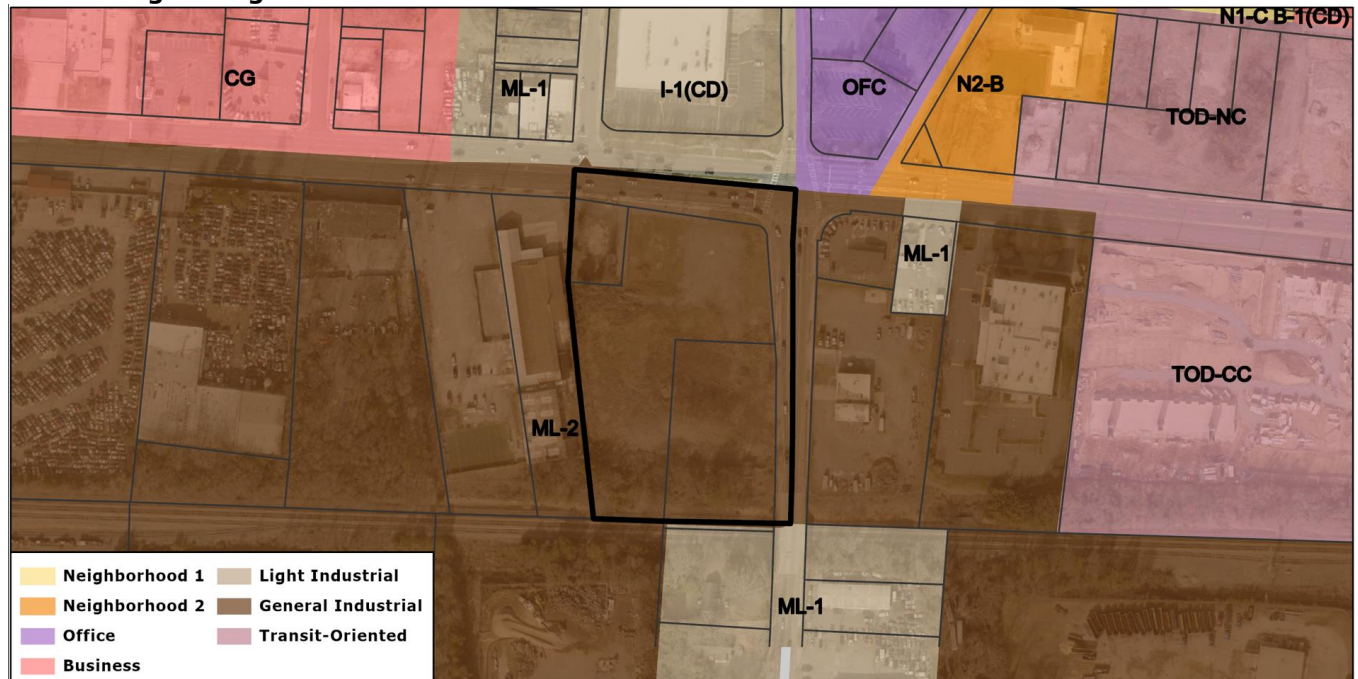 N1-C B-1(CD)
CG
ML-1
I-1(CD)
OFC
N2-B
TOD-NC
ML-1
TOD-CC
ML-2
ML-1
Neighborhood 1
Neighborhood 2
Office
Business
Light Industrial
General Industrial
Transit-Oriented